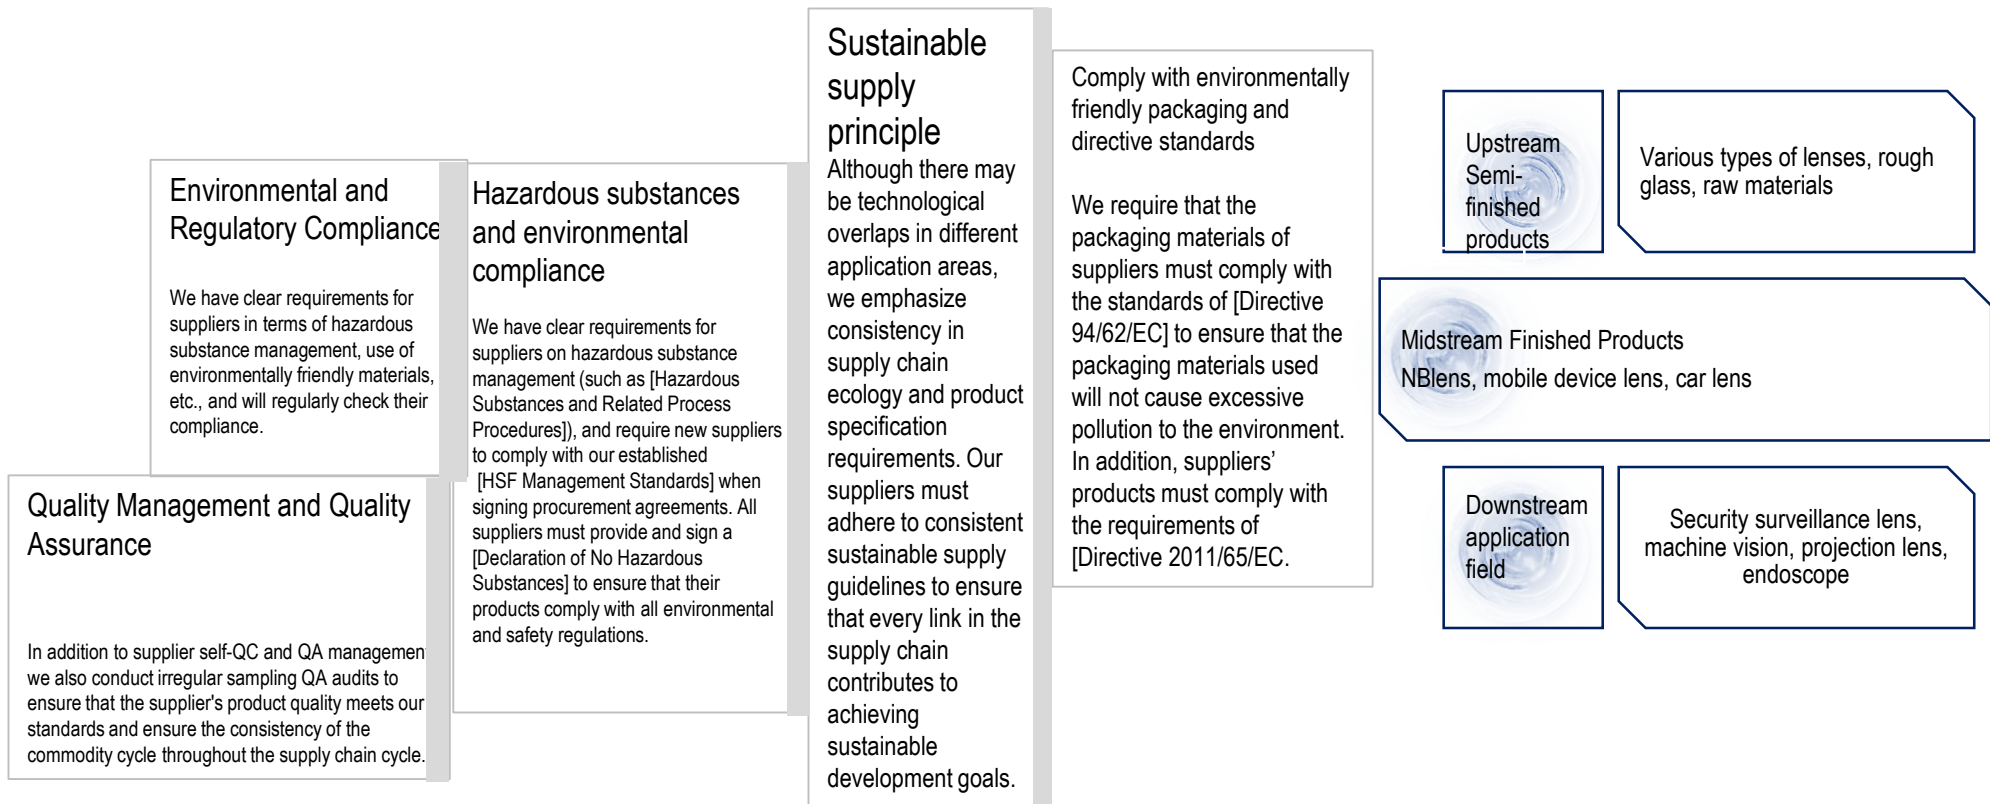 Environmental and
Regulatory Compliance
We have clear requirements for
suppliers in terms of hazardous
substance management, use of
environmentally friendly materials,
etc., and will regularly check their
compliance.
Quality Management and Quality
Assurance
In addition to supplier self-QC and QA management
we also conduct irregular sampling QA audits to
ensure that the supplier's product quality meets our
standards and ensure the consistency of the
commodity cycle throughout the supply chain cycle.
Hazardous substances
and environmental
compliance
We have clear requirements for
suppliers on hazardous substance
management (such as [Hazardous
Substances and Related Process
Procedures]), and require new suppliers
to comply with our established
[HSF Management Standards] when
signing procurement agreements. All
suppliers must provide and sign a
[Declaration of No Hazardous
Substances] to ensure that their
products comply with all environmental
and safety regulations.
Sustainable
supply
principle
Although there may
be technological
overlaps in different
application areas,
we emphasize
consistency in
supply chain
ecology and product
specification
requirements. Our
suppliers must
adhere to consistent
sustainable supply
guidelines to ensure
that every link in the
supply chain
contributes to
achieving
sustainable
development goals.
Comply with environmentally
friendly packaging and
directive standards
We require that the
packaging materials of
suppliers must comply with
the standards of [Directive
94/62/EC] to ensure that the
packaging materials used
will not cause excessive
pollution to the environment.
In addition, suppliers’
products must comply with
the requirements of
[Directive 2011/65/EC.
Upstream
Semi-
finished
products
Various types of lenses, rough
glass, raw materials
Midstream Finished Products
NBlens, mobile device lens, car lens
Downstream
application
field
Security surveillance lens,
machine vision, projection lens,
endoscope